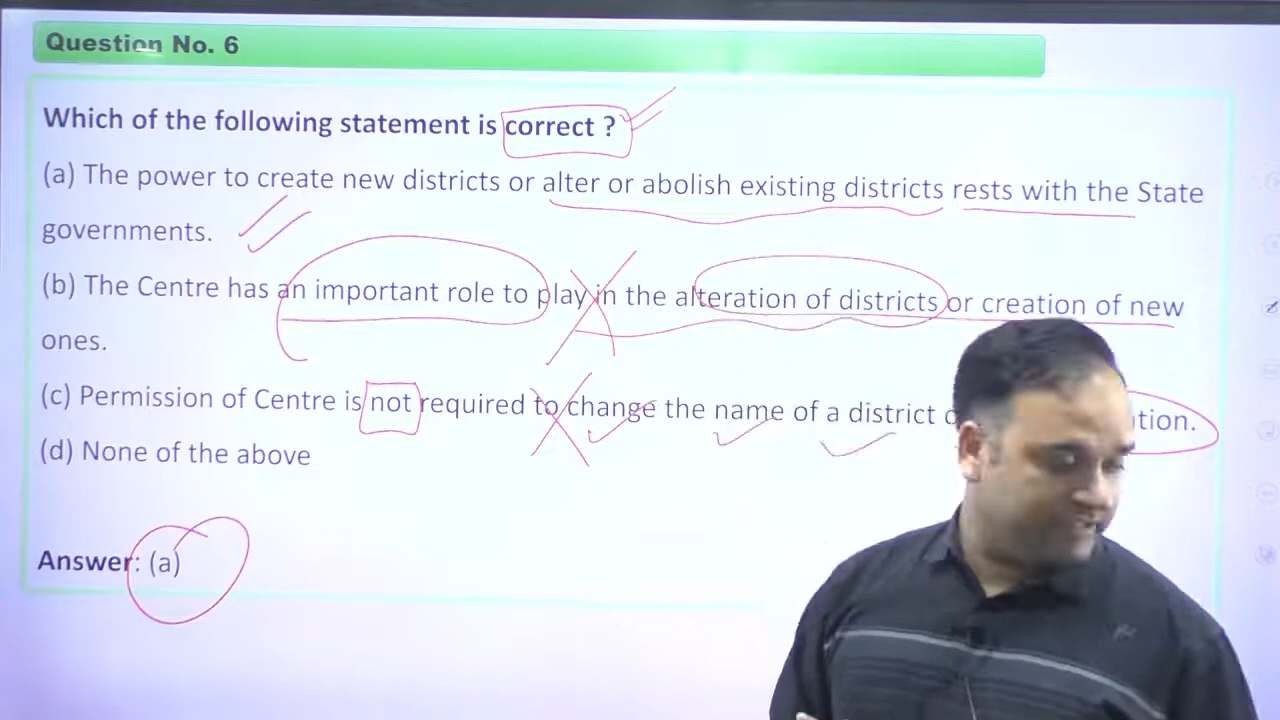 Question No. 6
Which of the following statement is correct ?
(a) The power to create new districts or alter or abolish existing districts rests with the State
governments.
(b) The Centre has an important role to play in the alteration of districts or creation of new
ones.
(c) Permission of Centre is not required to change the name of a district
(d) None of the above
Answer: (a)